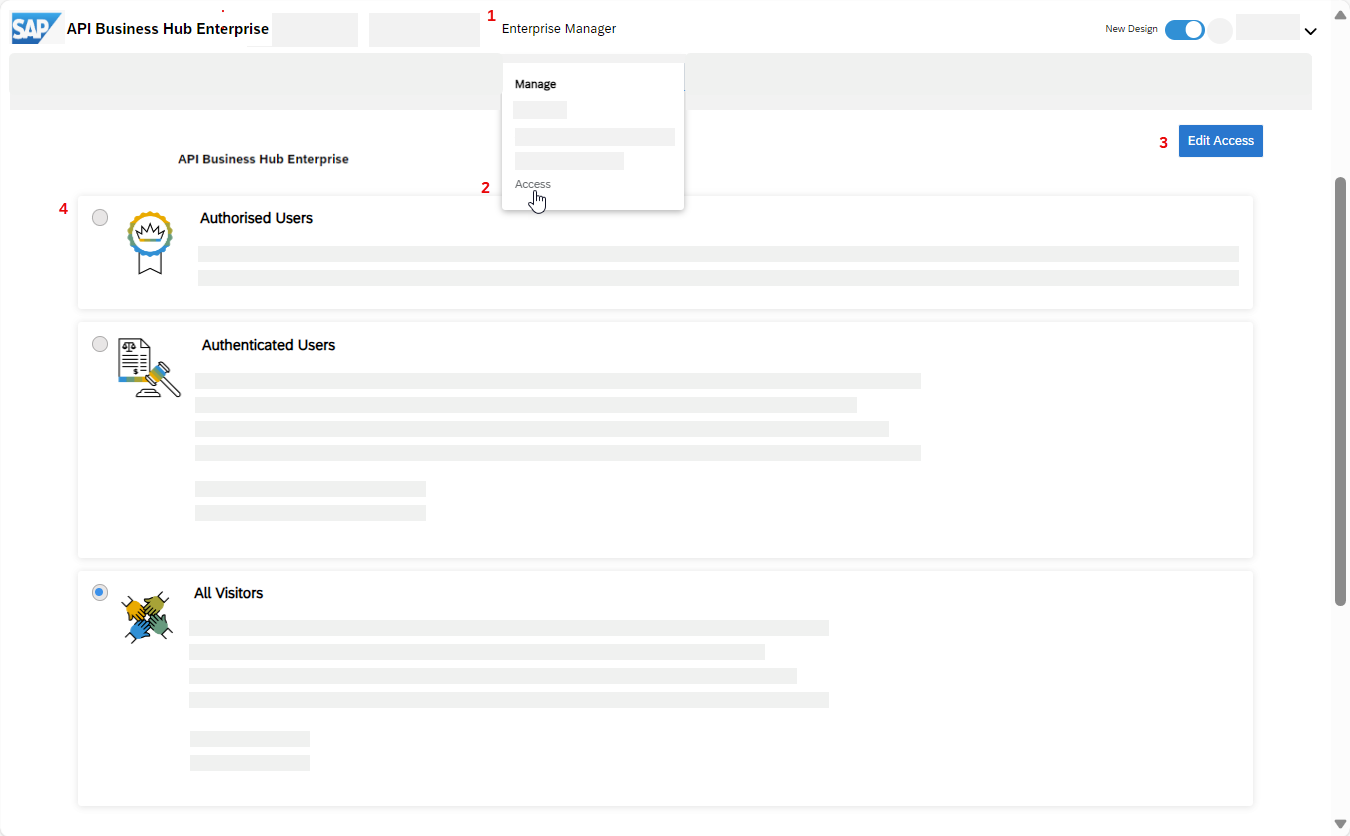 SAP API Business Hub Enterprise
1 Enterprise Manager
New Design
Manage
Access
2
3 Edit Access
API Business Hub Enterprise
4
Authorised Users
$
Authenticated Users
All Visitors